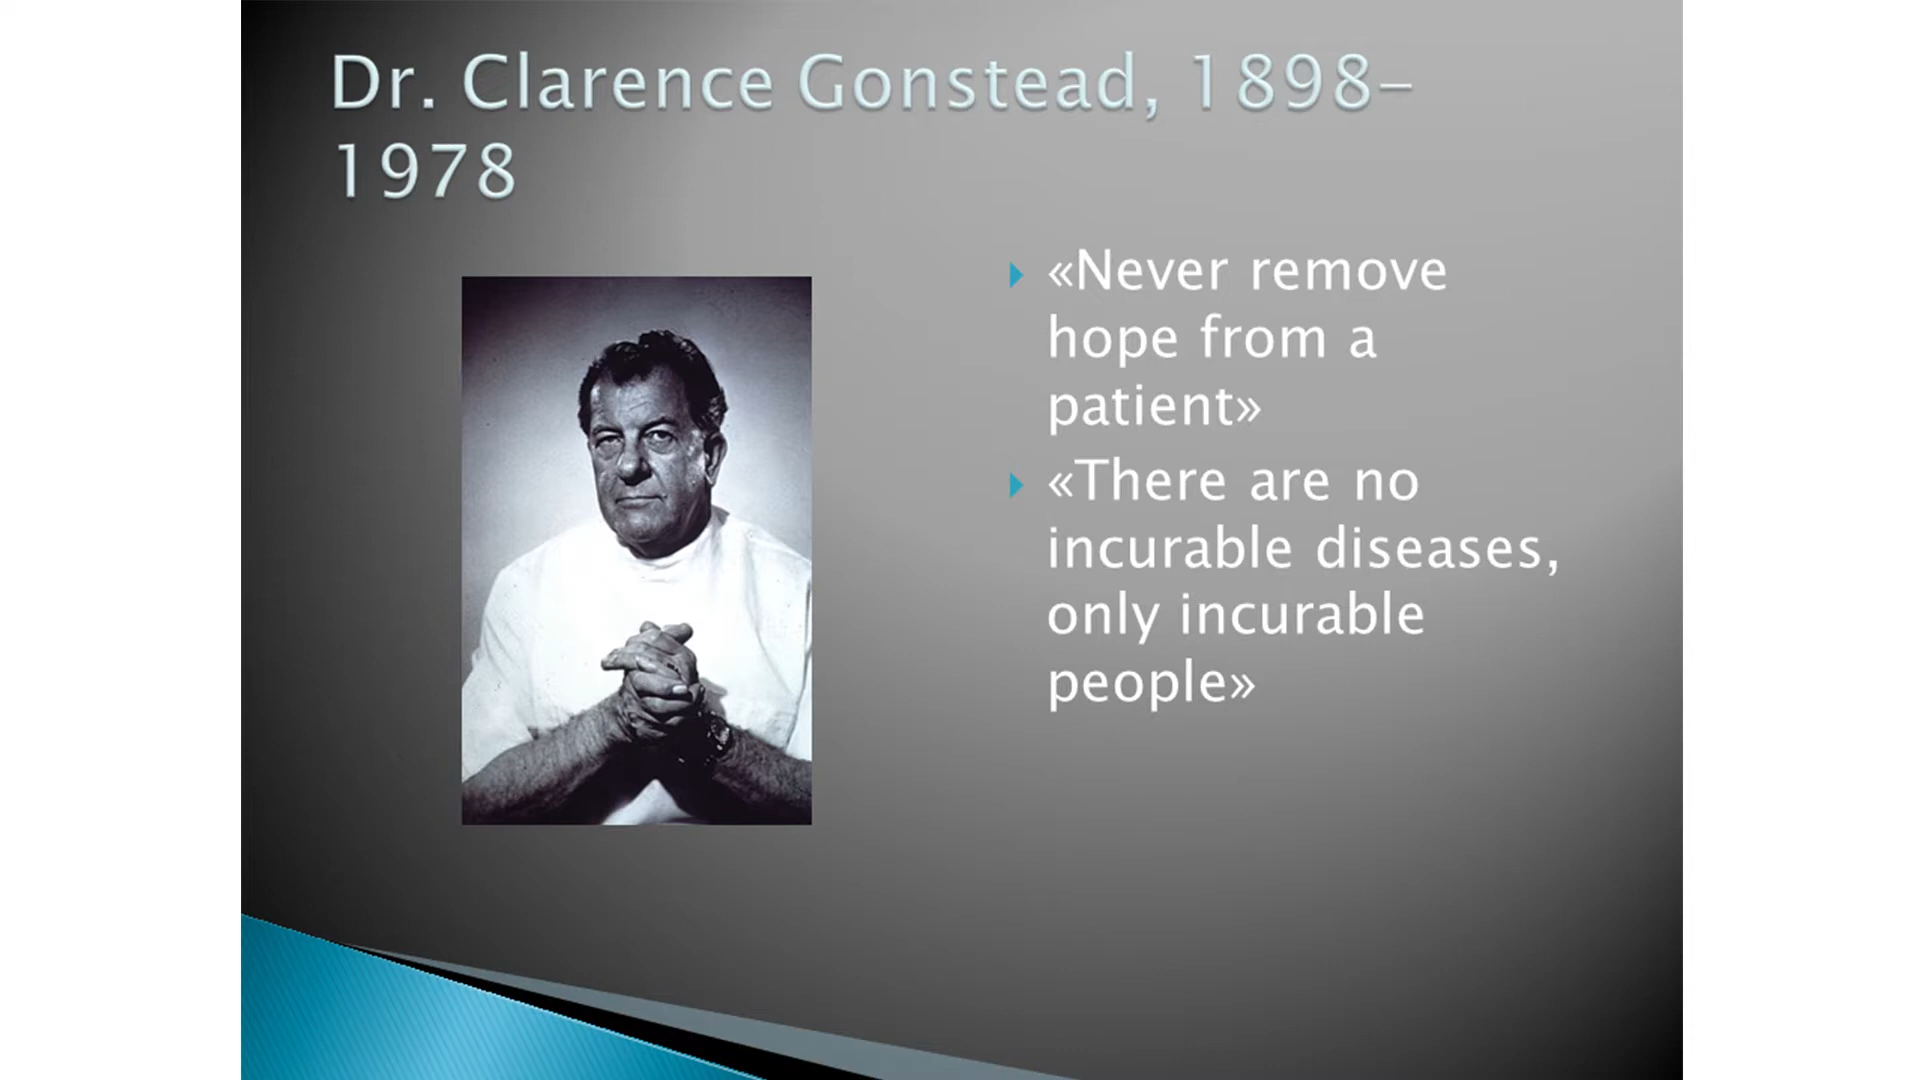 Dr. Clarence Gonstead, 1898-
1978
«Never remove
hope from a
patient»
«There are no
incurable diseases,
only incurable
people»